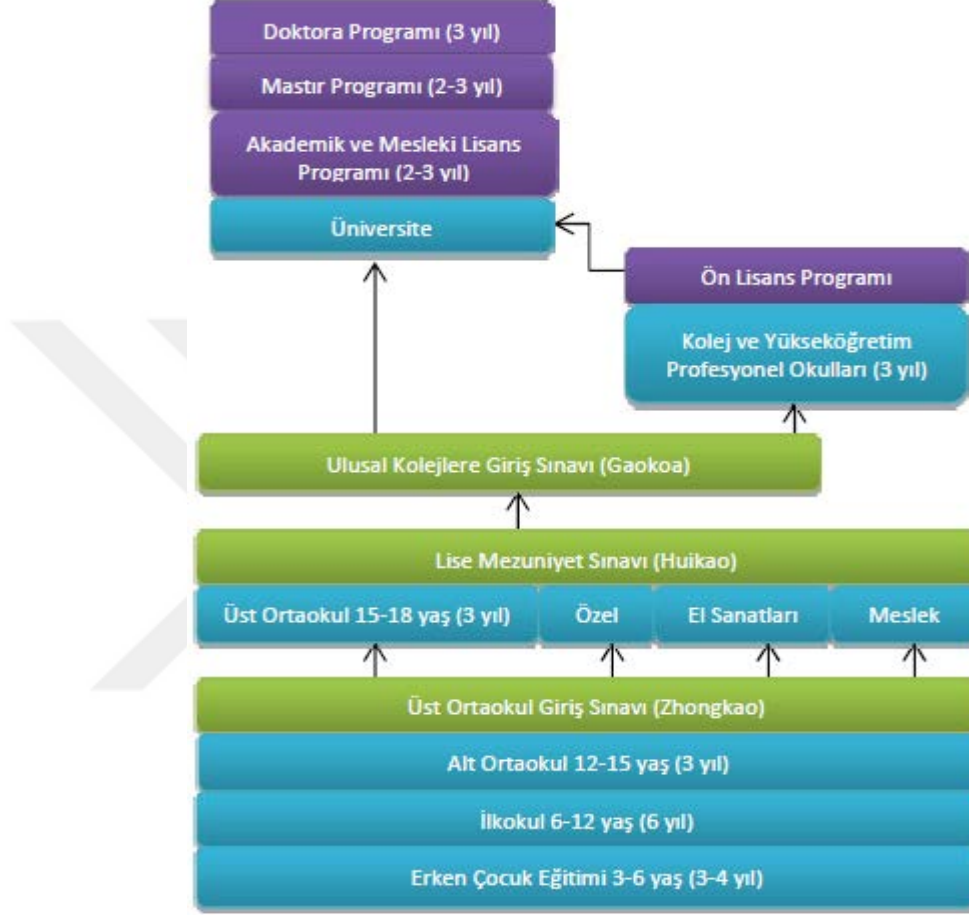 Doktora Programı (3 yıl)
Mastır Programı (2-3 yıl)
Akademik ve Mesleki Lisans
Programı (2-3 yıl)
Üniversite
Ön Lisans Programı
Kolej ve Yükseköğretim
Profesyonel Okulları (3 yıl)
Ulusal Kolejlere Giriş Sınavı (Gaokoa)
Lise Mezuniyet Sınavı (Huikao)
Üst Ortaokul 15-18 yaş (3 yıl)
Özel
El Sanatları
Meslek
Üst Ortaokul Giriş Sınavı (Zhongkao)
Alt Ortaokul 12-15 yaş (3 yıl)
İlkokul 6-12 yaş (6 yıl)
Erken Çocuk Eğitimi 3-6 yaş (3-4 yıl)